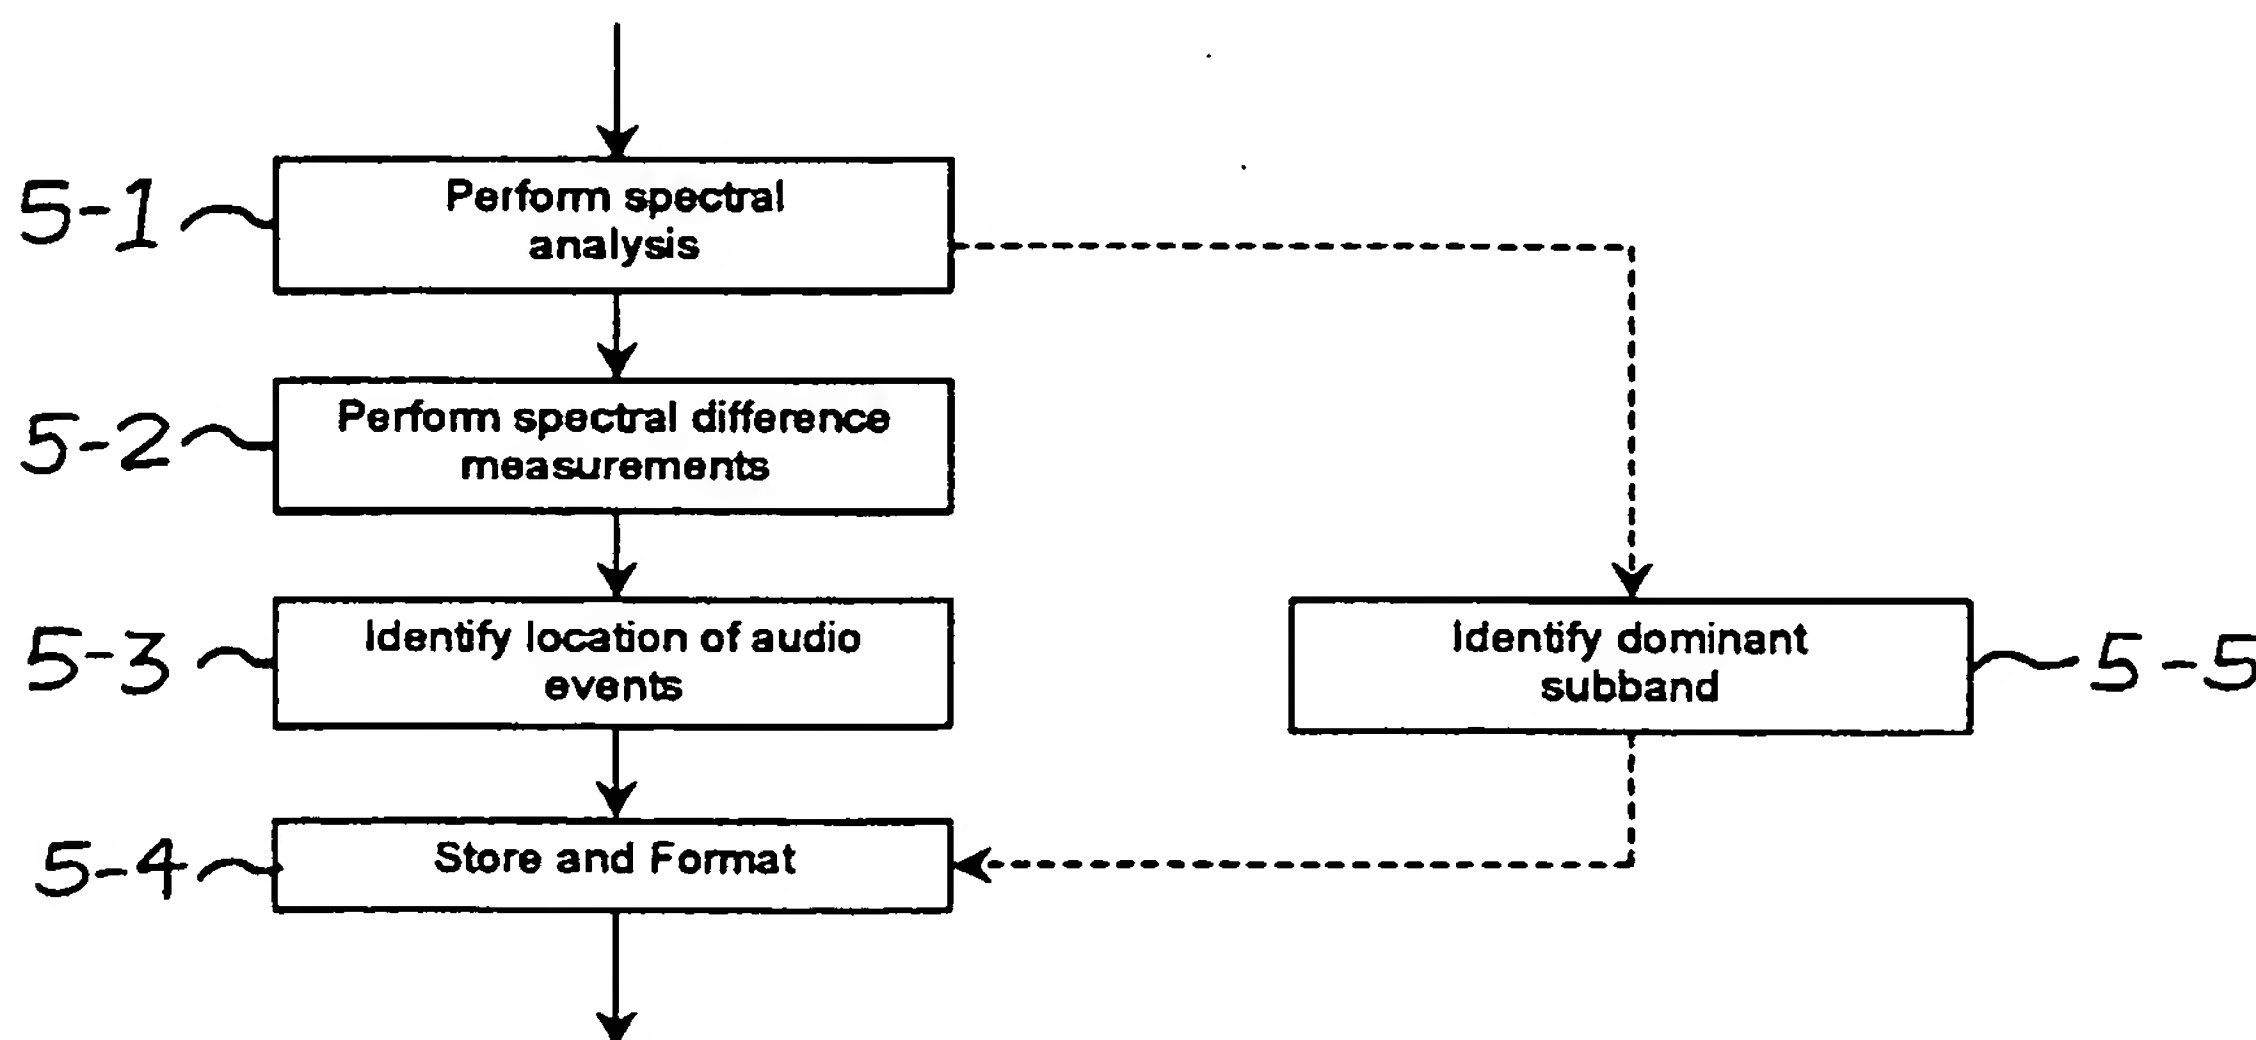 5-1
Perform spectral
analysis
5-2
Perform spectral difference
measurements
5-3
Identify location of audio
events
Identify dominant
subband
5-5
5-4
Store and Format